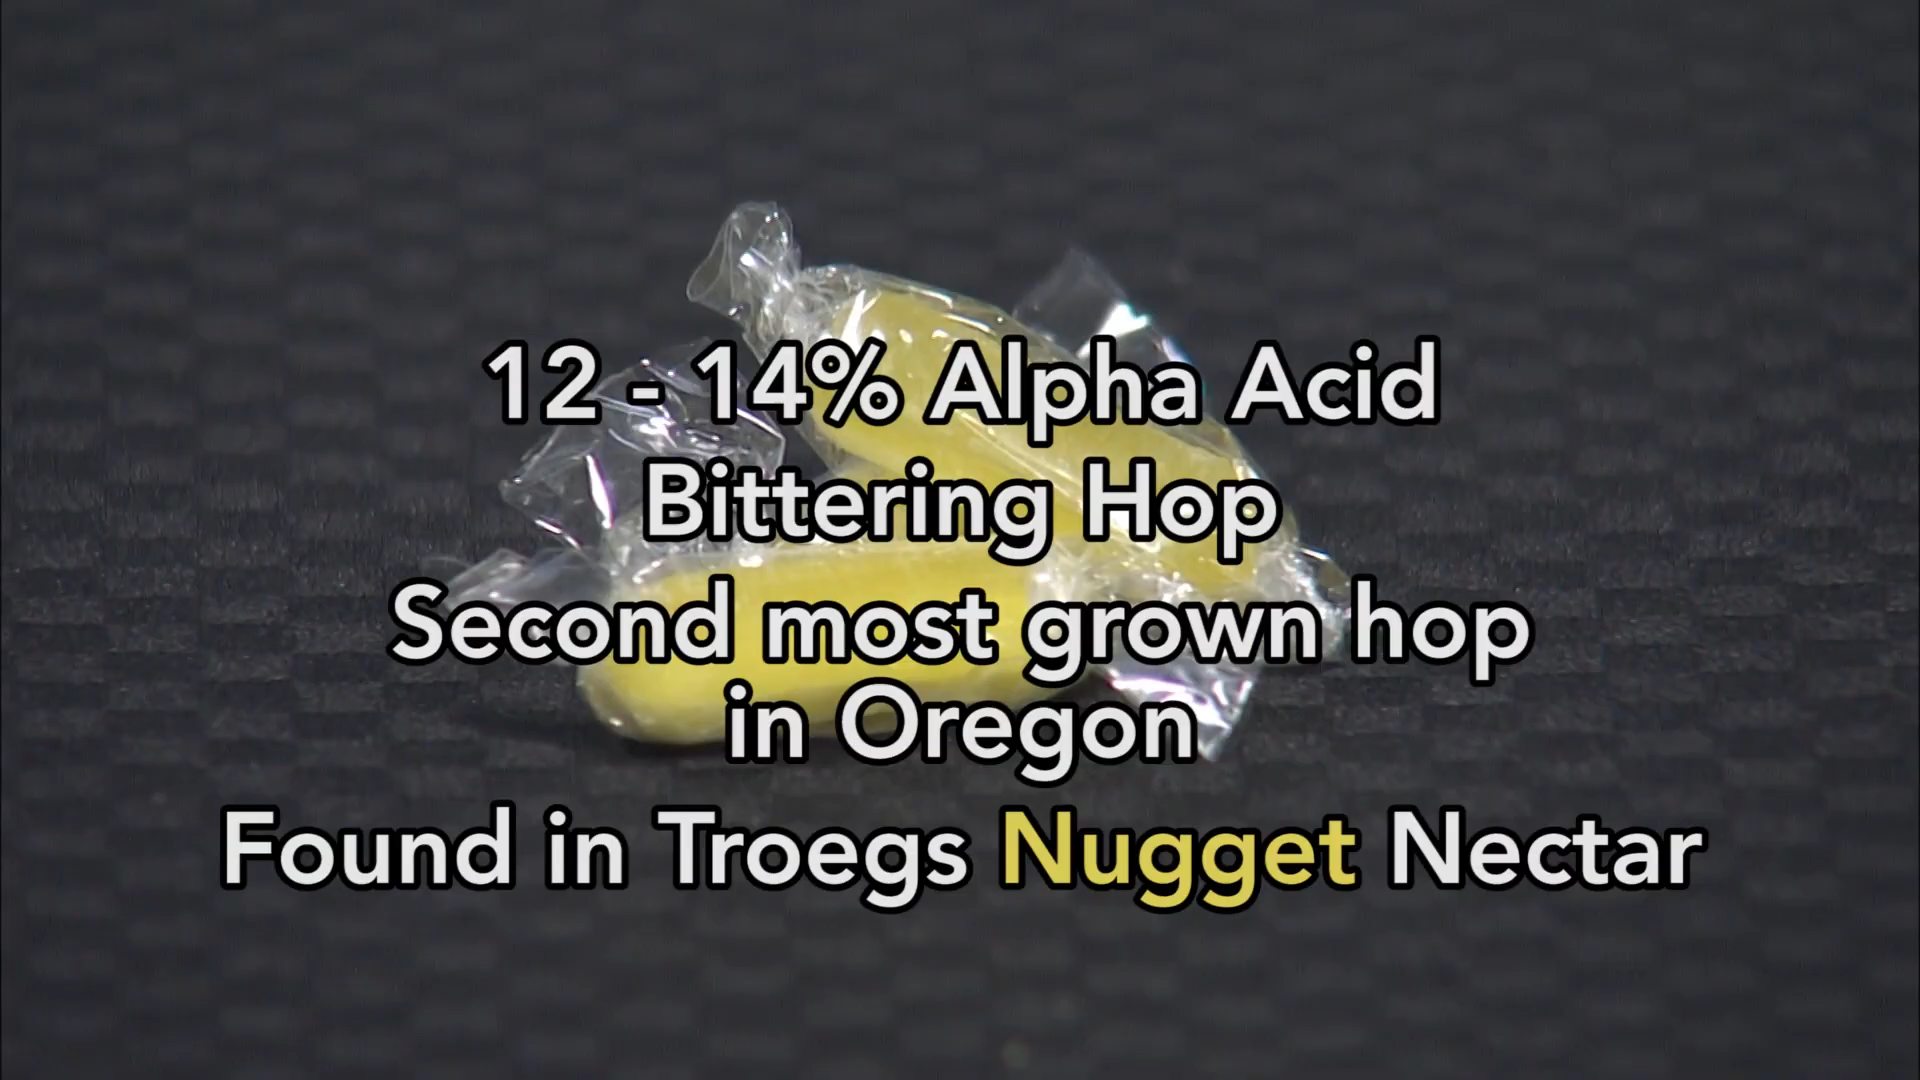 12 - 14% Alpha Acid
Bittering Hop
Second most grown hop
in Oregon
Found in Troegs Nugget Nectar